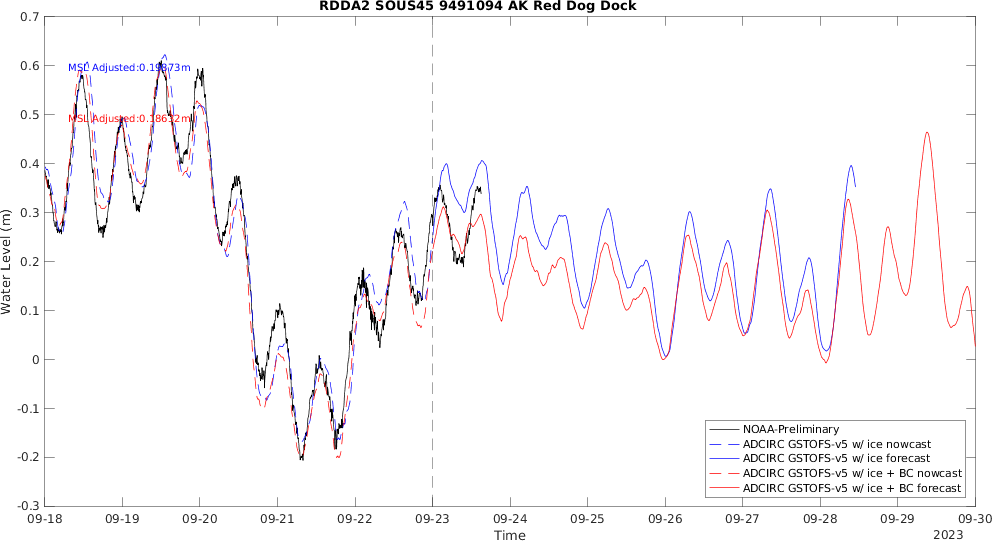 RDDA2 SOUS45 9491094 AK Red Dog Dock
0.7
0.6
0.5
0.4
0.3
0.2
0.1
0
-0.1
-0.2
-0.3
Water Level (m)
MSL Adjusted:0.19873m
MSL Adjusted:0.18632m
NOAA-Preliminary
ADCIRC GSTOFS-v5 w/ ice nowcast
ADCIRC GSTOFS-v5 w/ ice forecast
ADCIRC GSTOFS-v5 w/ ice + BC nowcast
ADCIRC GSTOFS-v5 w/ ice + BC forecast
09-18 09-19 09-20 09-21 09-22 09-23 09-24 09-25 09-26 09-27 09-28 09-29 09-30
Time
2023